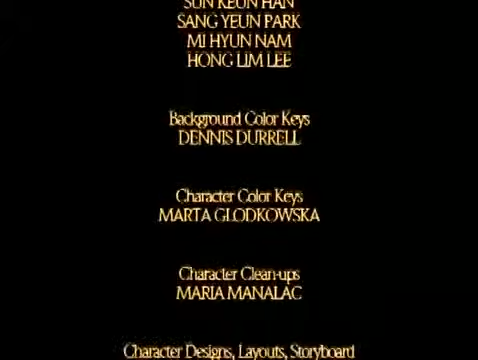 SUN KEUN HAN
SANG YEUN PARK
MI HYUN NAM
HONG LIM LEE
Background Color Keys
DENNIS DURRELL
Character Color Keys
MARTA GLODKOWSKA
Character Clean-ups
MARIA MANALAC
Character Designs, Layouts, Storyboard